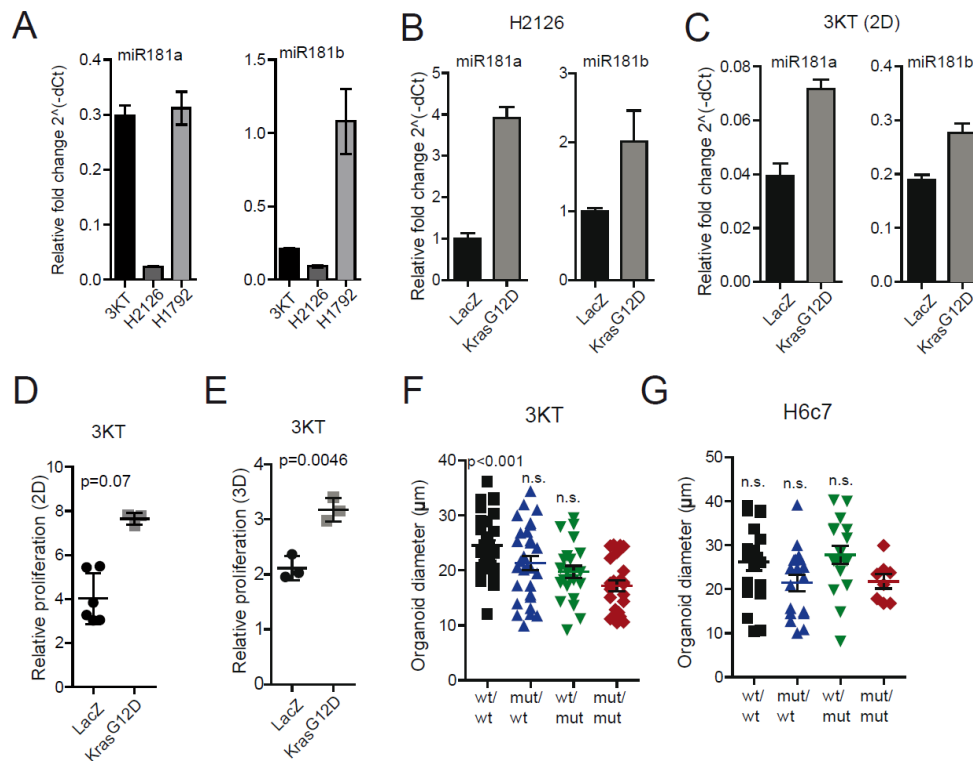 A
miR181a
miR181b
Relative fold change 2^(-dCt)
0.4
0.3
0.2
0.1
0.0
1.5
1.0
0.5
0.0
3KT
H2126
H1792
3KT
H2126
H1792
B
H2126
miR181a
miR181b
Relative fold change 2^(-dCt)
5
4
3
2
1
0
3
2
1
0
LacZ
KrasG12D
LacZ
KrasG12D
C
3KT (2D)
miR181a
miR181b
Relative fold change 2^(-dCt)
0.08
0.06
0.04
0.02
0.00
0.4
0.3
0.2
0.1
0.0
LacZ
KrasG12D
LacZ
KrasG12D
D
3KT
p=0.07
Relative proliferation (2D)
10
8
6
4
2
0
LacZ
KrasG12D
E
3KT
p=0.0046
Relative proliferation (3D)
4
3
2
1
0
LacZ
KrasG12D
F
3KT
p<0.001
n.s.
n.s.
Organoid diameter (µm)
40
30
20
10
0
wt/ mut/ wt/ mut/
wt wt mut mut
G
H6c7
n.s. n.s. n.s.
Organoid diameter (µm)
50
40
30
20
10
0
wt/ mut/ wt/ mut/
wt wt mut mut